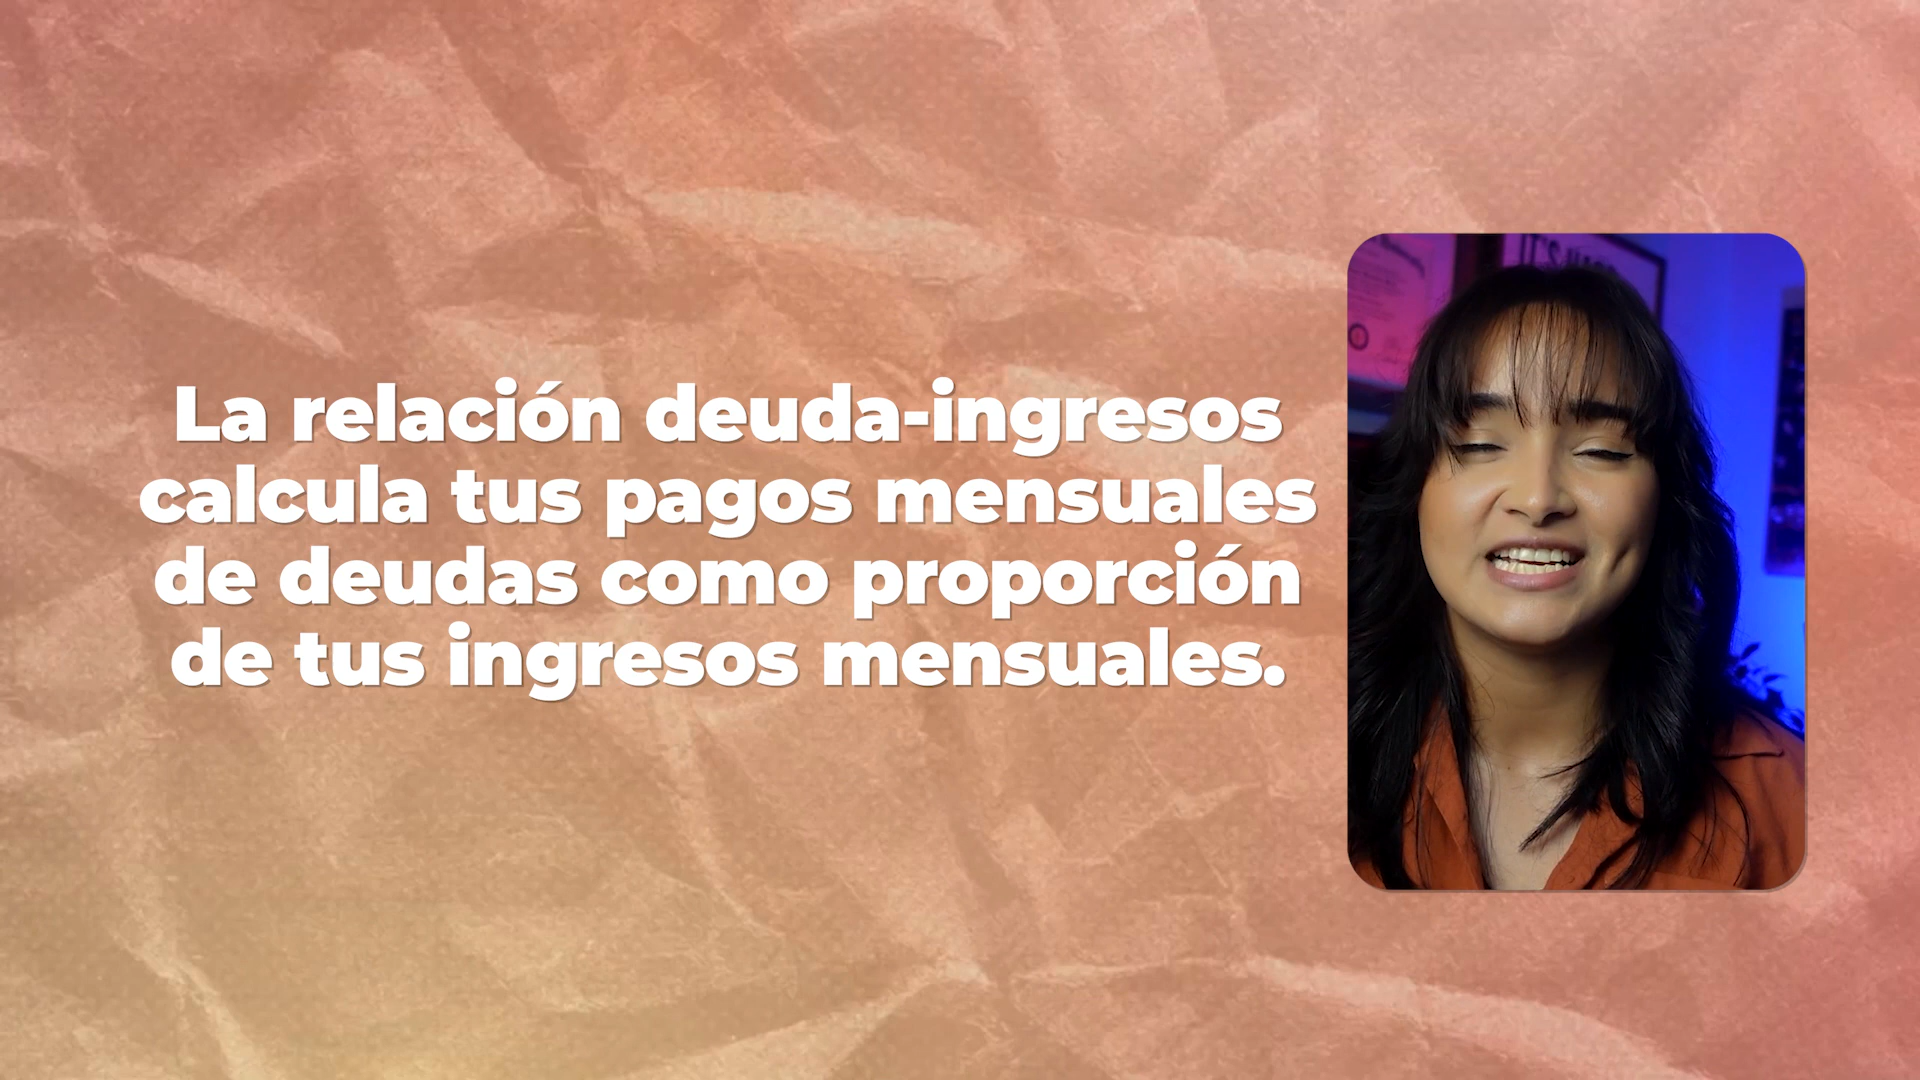 La relación deuda-ingresos
calcula tus pagos mensuales
de deudas como proporción
de tus ingresos mensuales.